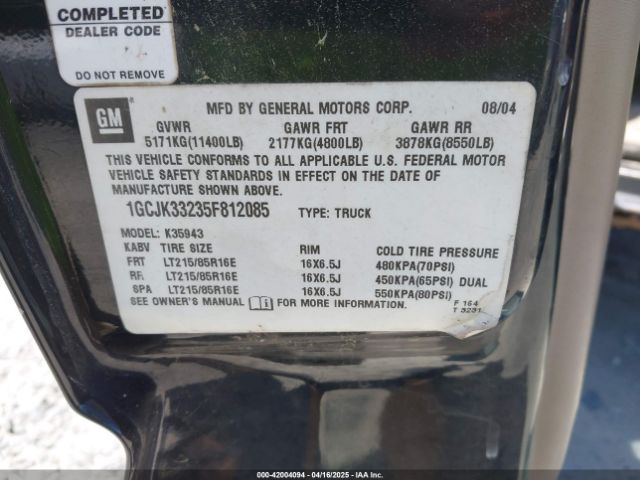 COMPLETED
DEALER CODE
DO NOT REMOVE
GM
MFD BY GENERAL MOTORS CORP. 08/04
GVWR GAWR FRT GAWR RR
5171KG(11400LB) 2177KG(4800LB) 3878KG(8550LB)
THIS VEHICLE CONFORMS TO ALL APPLICABLE U.S. FEDERAL MOTOR
VEHICLE SAFETY STANDARDS IN EFFECT ON THE DATE OF
MANUFACTURE SHOWN ABOVE.
1GCJK33235F812085 TYPE: TRUCK
MODEL: K35943
KABV TIRE SIZE RIM COLD TIRE PRESSURE
FRT LT215/85R16E 16X6.5J 480KPA(70PSI)
RR LT215/85R16E 16X6.5J 450KPA(65PSI) DUAL
SPA LT215/85R16E 16X6.5J 550KPA(80PSI)
SEE OWNER'S MANUAL FOR MORE INFORMATION.
F 164
T 3231
000-42004094 - 04/16/2025 - IAAI.COM